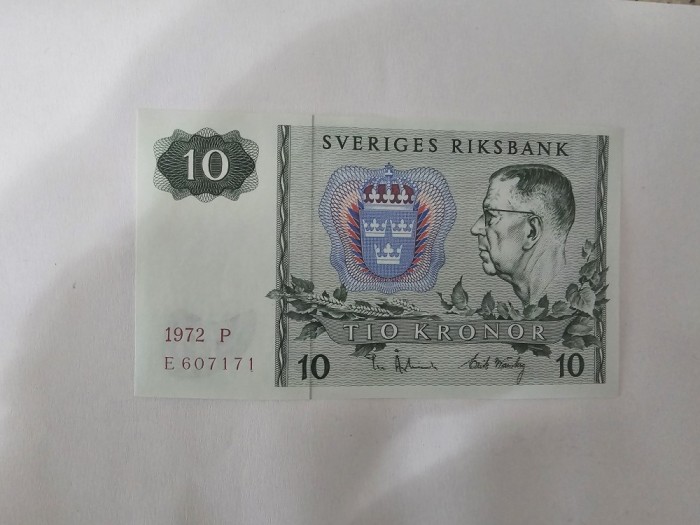 10
SVERIGES RIKSBANK
TIO KRONOR
1972 P
E 607171
10
10